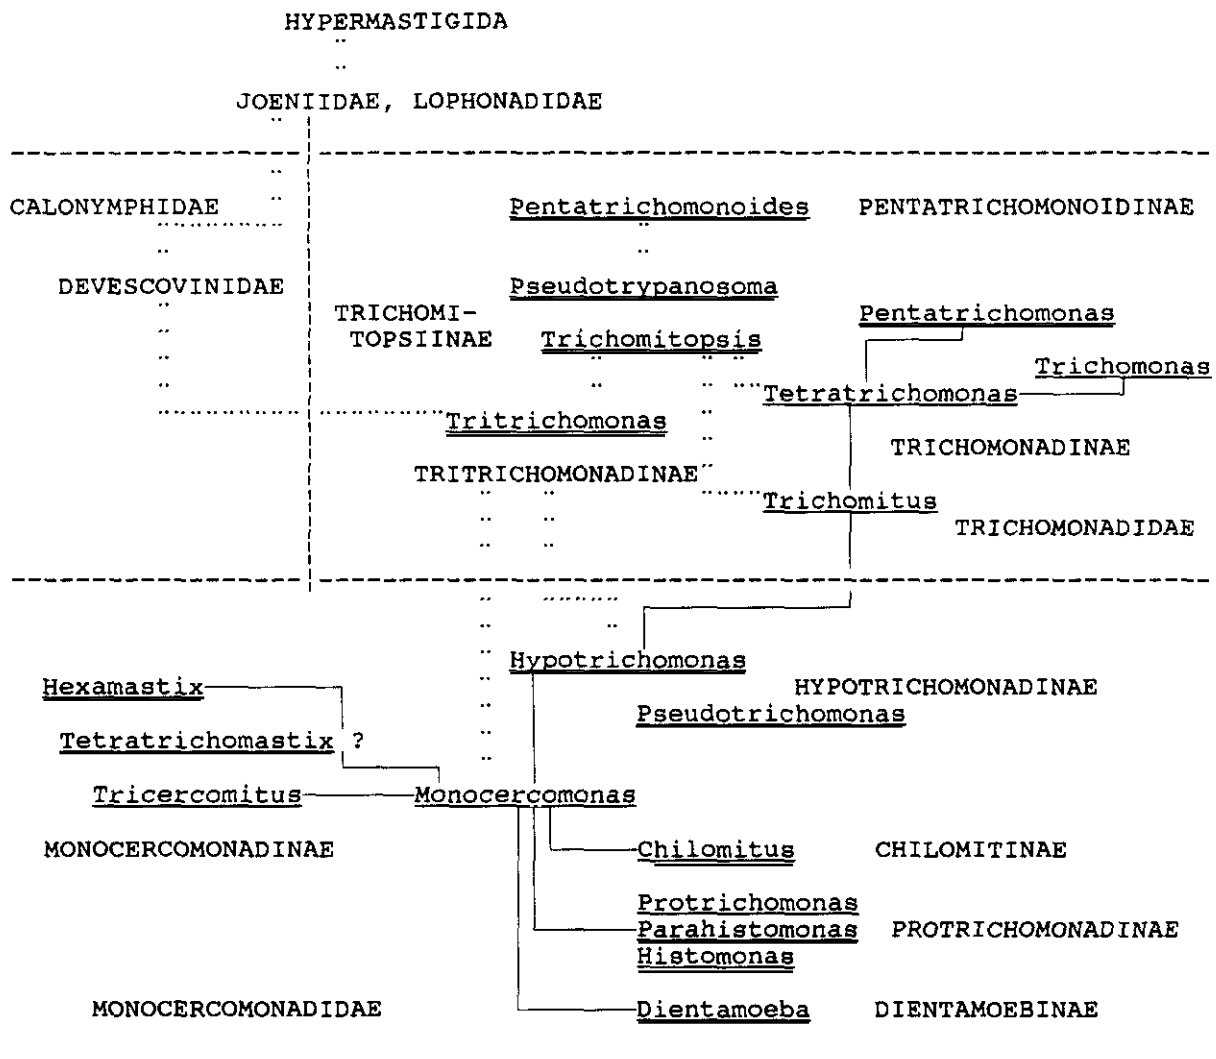 HYPERMASTIGIDA
JOENIIDAE, LOPHONADIDAE
CALONYMPHIDAE Pentatrichomonoides PENTATRICHOMONOIDINAE
DEVESCOVINIDAE Pseudotrypanosoma
TRICHOMI- Pentatrichomonas
TOPSIINAE Trichomitopsis
Trichomonas
Tetratrichomonas
Tritrichomonas
TRICHOMONADINAE
TRITRICHOMONADINAE
Trichomitus
TRICHOMONADIDAE
Hypotrichomonas
Hexamastix HYPOTRICHOMONADINAE
Pseudotrichomonas
Tetratrichomastix ?
Tricercomitus Monocercomonas
MONOCERCOMONADINAE Chilomitus CHILOMITINAE
Protrichomonas
Parahistomonas PROTRICHOMONADINAE
Histomonas
MONOCERCOMONADIDAE Dientamoeba DIENTAMOEBINAE